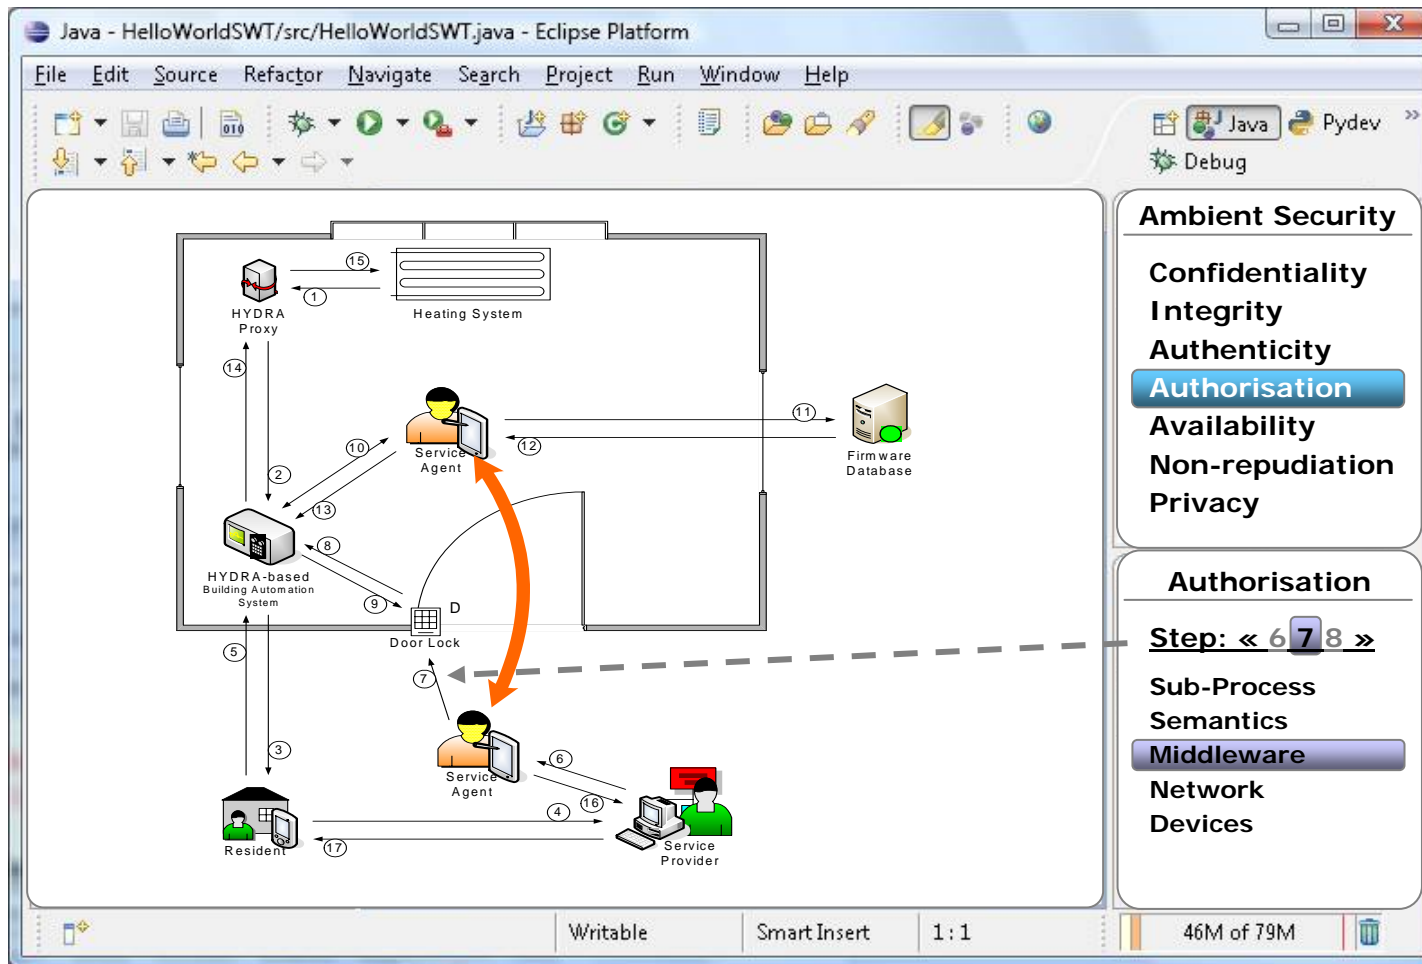 Java - HelloWorldSWT/src/HelloWorldSWT.java - Eclipse Platform
File Edit Source Refactor Navigate Search Project Run Window Help
010
Java Pydev »
Debug
15
1
HYDRA
Proxy
Heating System
14
11
10
12
Service
Agent
Firmware
Database
2
13
8
HYDRA-based
Building Automation
System
9
D
Door Lock
5
7
3
6
Service
Agent
16
4
17
Resident
Service
Provider
Ambient Security
Confidentiality
Integrity
Authenticity
Authorisation
Availability
Non-repudiation
Privacy
Authorisation
Step: « 6 7 8 »
Sub-Process
Semantics
Middleware
Network
Devices
Writable Smart Insert 1 : 1 46M of 79M